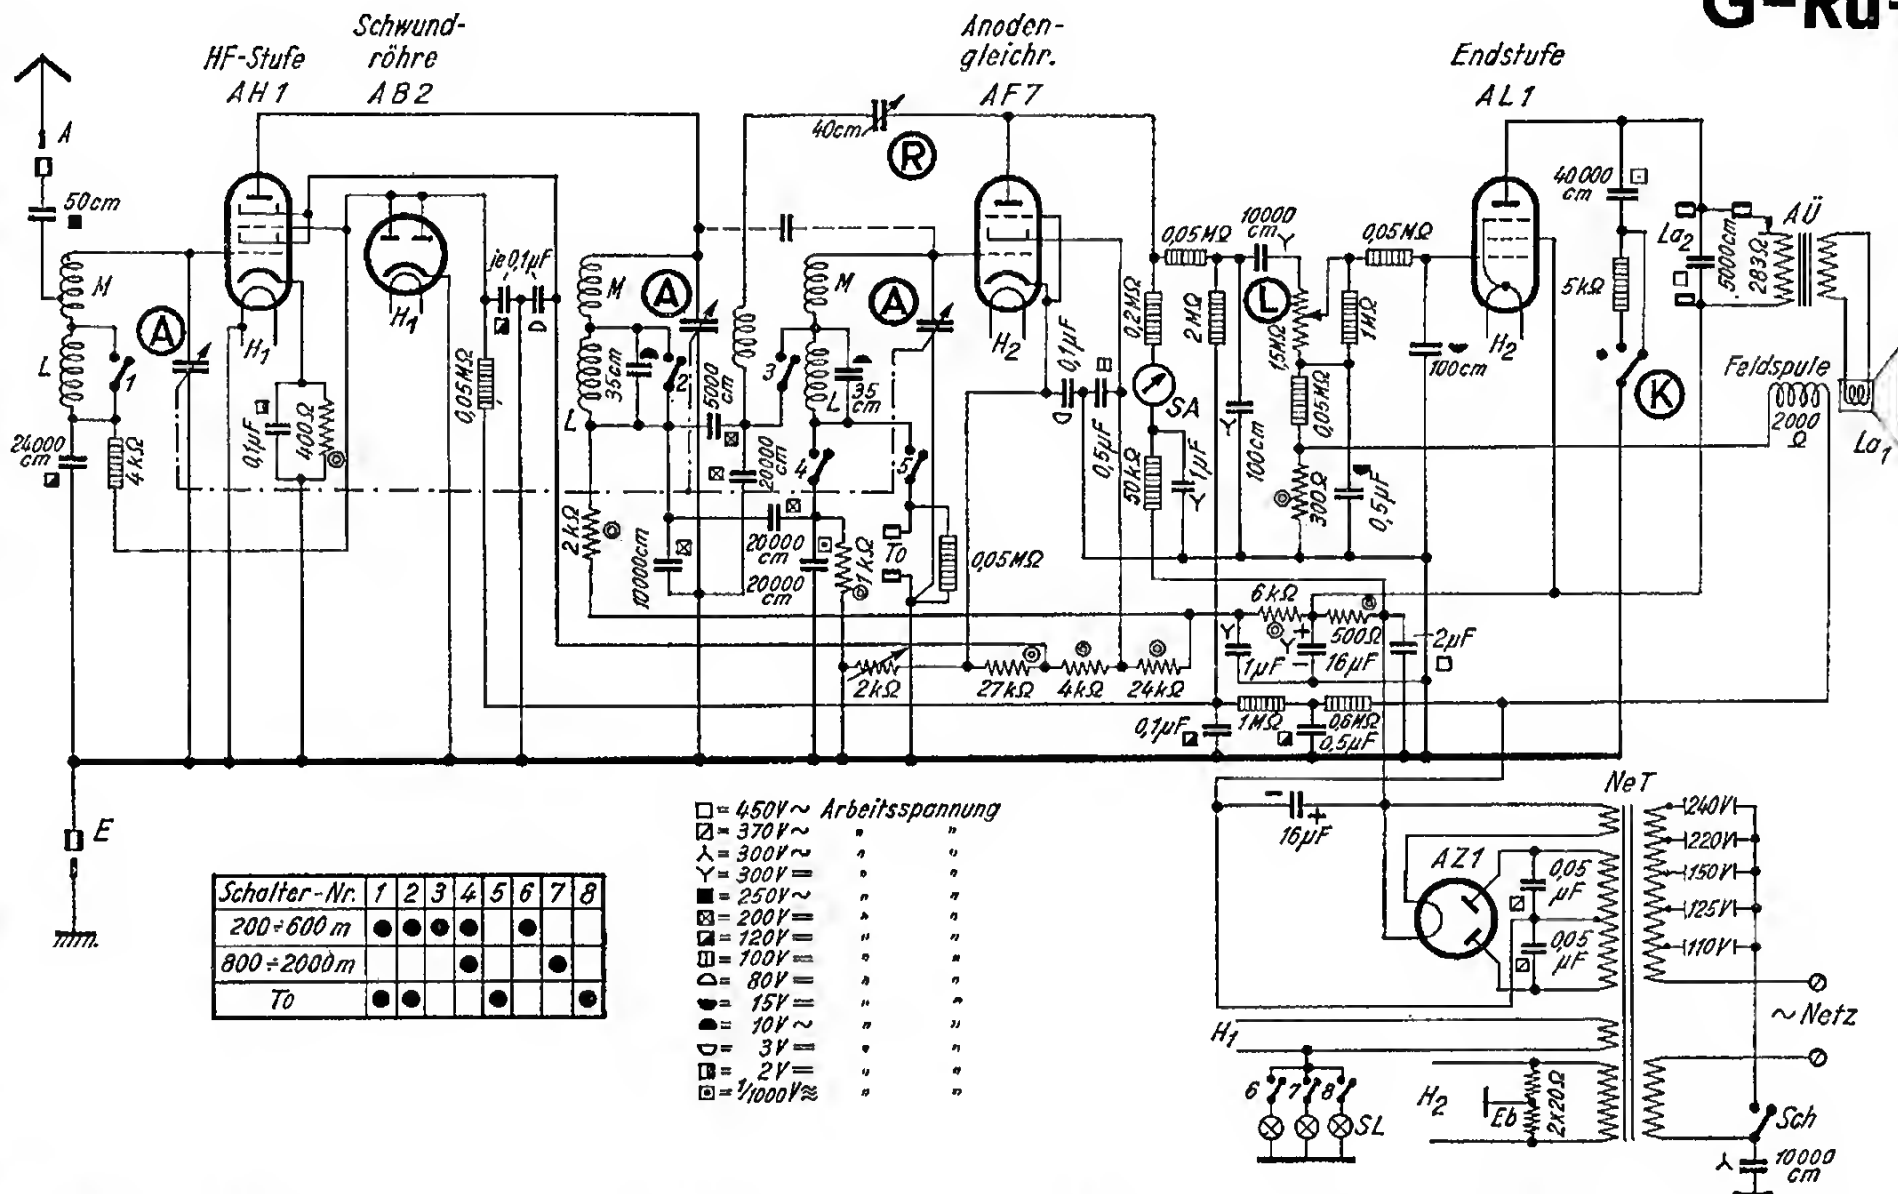 G-Ru-
Schwund-
röhre
AB2
HF-Stufe
AH1
Anoden-
gleichr.
AF7
Endstufe
AL1
A
50cm
M
L
A
1
24000
cm
4kΩ
H1
0,1µF
400Ω
H1
je 0,1µF
0,05MΩ
40cm
R
M
A
35cm
2
L
5000
cm
3
M
A
35
cm
L
20000
cm
4
5
2kΩ
10000cm
20000
cm
20000
cm
1kΩ
To
0,05MΩ
H2
0,1µF
0,5µF
0,2MΩ
SA
50kΩ
1µF
0,05MΩ
10000
cm
2MΩ
L
1,5MΩ
1MΩ
0,05MΩ
100cm
0,05MΩ
300Ω
0,5µF
100cm
H2
40000
cm
5kΩ
K
La2
5000cm
283Ω
AÜ
Feldspule
2000
Ω
La1
6kΩ
500Ω
1µF
16µF
2µF
+
−
2kΩ
27kΩ
4kΩ
24kΩ
0,1µF
1MΩ
0,6MΩ
0,5µF
E
Schalter-Nr. 1 2 3 4 5 6 7 8
200÷600m
800÷2000m
To
= 450V~ Arbeitsspannung
= 370V~ " "
= 300V~ " "
= 300V= " "
= 250V~ " "
= 200V= " "
= 120V= " "
= 100V= " "
= 80V= " "
= 15V= " "
= 10V~ " "
= 3V= " "
= 2V= " "
= 1/1000V≈ " "
NeT
− +
16µF
AZ1
0,05
µF
0,05
µF
240V
220V
150V
125V
110V
~ Netz
H1
6 7 8
SL
H2
Eb
2x20Ω
Sch
10000
cm